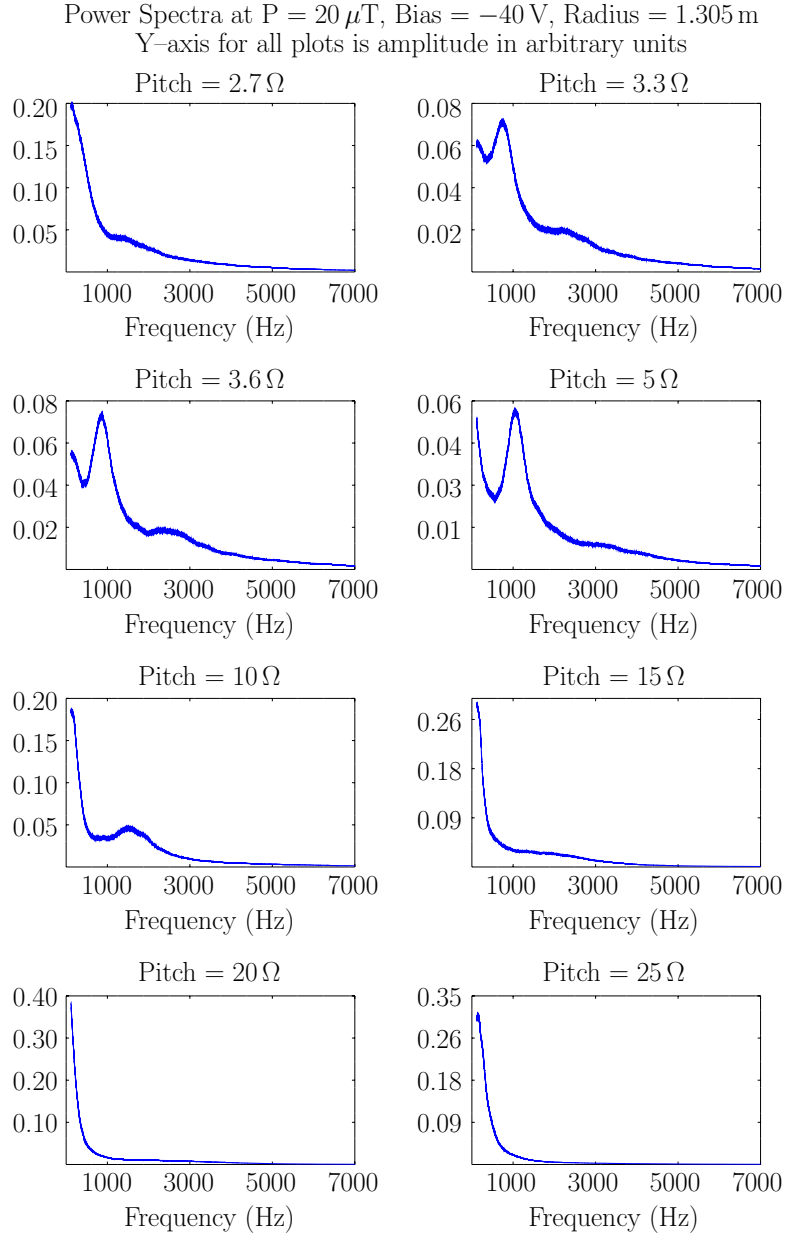 Power Spectra at P = 20 μT, Bias = −40 V, Radius = 1.305 m
Y–axis for all plots is amplitude in arbitrary units
Pitch = 2.7 Ω
0.20
0.15
0.10
0.05
1000 3000 5000 7000
Frequency (Hz)
Pitch = 3.3 Ω
0.08
0.06
0.04
0.02
1000 3000 5000 7000
Frequency (Hz)
Pitch = 3.6 Ω
0.08
0.06
0.04
0.02
1000 3000 5000 7000
Frequency (Hz)
Pitch = 5 Ω
0.06
0.04
0.03
0.01
1000 3000 5000 7000
Frequency (Hz)
Pitch = 10 Ω
0.20
0.15
0.10
0.05
1000 3000 5000 7000
Frequency (Hz)
Pitch = 15 Ω
0.26
0.18
0.09
1000 3000 5000 7000
Frequency (Hz)
Pitch = 20 Ω
0.40
0.30
0.20
0.10
1000 3000 5000 7000
Frequency (Hz)
Pitch = 25 Ω
0.35
0.26
0.18
0.09
1000 3000 5000 7000
Frequency (Hz)